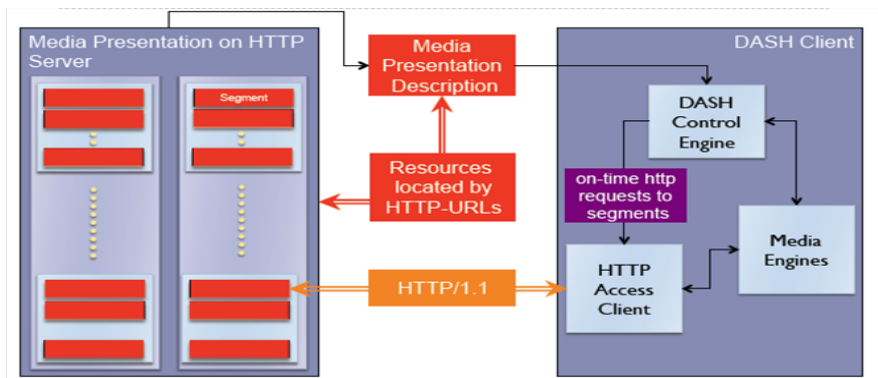 Media Presentation on HTTP
Server
Segment
Media
Presentation
Description
Resources
located by
HTTP-URLs
HTTP/1.1
DASH Client
DASH
Control
Engine
on-time http
requests to
segments
HTTP
Access
Client
Media
Engines